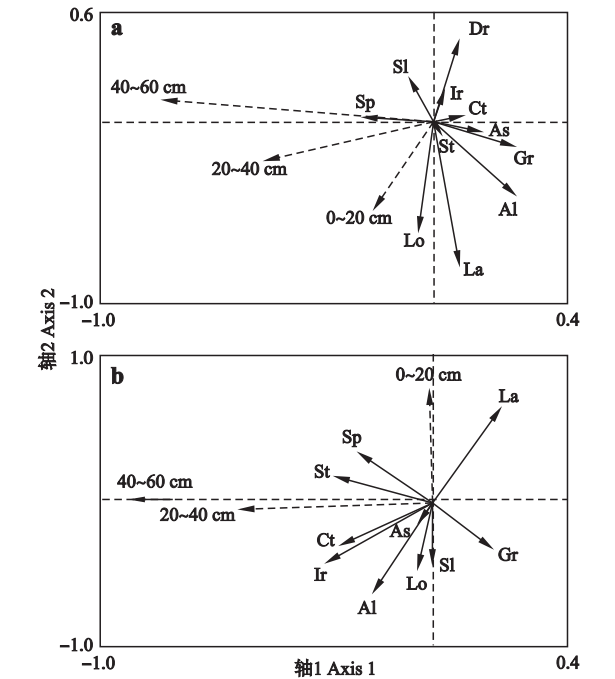 0.6
a
Dr
Sl
40~60 cm
Ir
Sp
Ct
As
St
Gr
20~40 cm
Al
0~20 cm
Lo
La
−1.0
−1.0
0.4
轴2 Axis 2
1.0
b
0~20 cm
La
Sp
St
40~60 cm
20~40 cm
As
Ct
Gr
Sl
Ir
Lo
Al
−1.0
−1.0
轴1 Axis 1
0.4